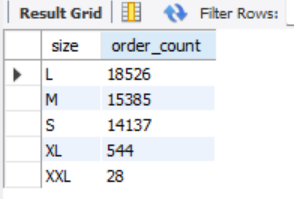 Result Grid Filter Rows:
size order_count
L 18526
M 15385
S 14137
XL 544
XXL 28